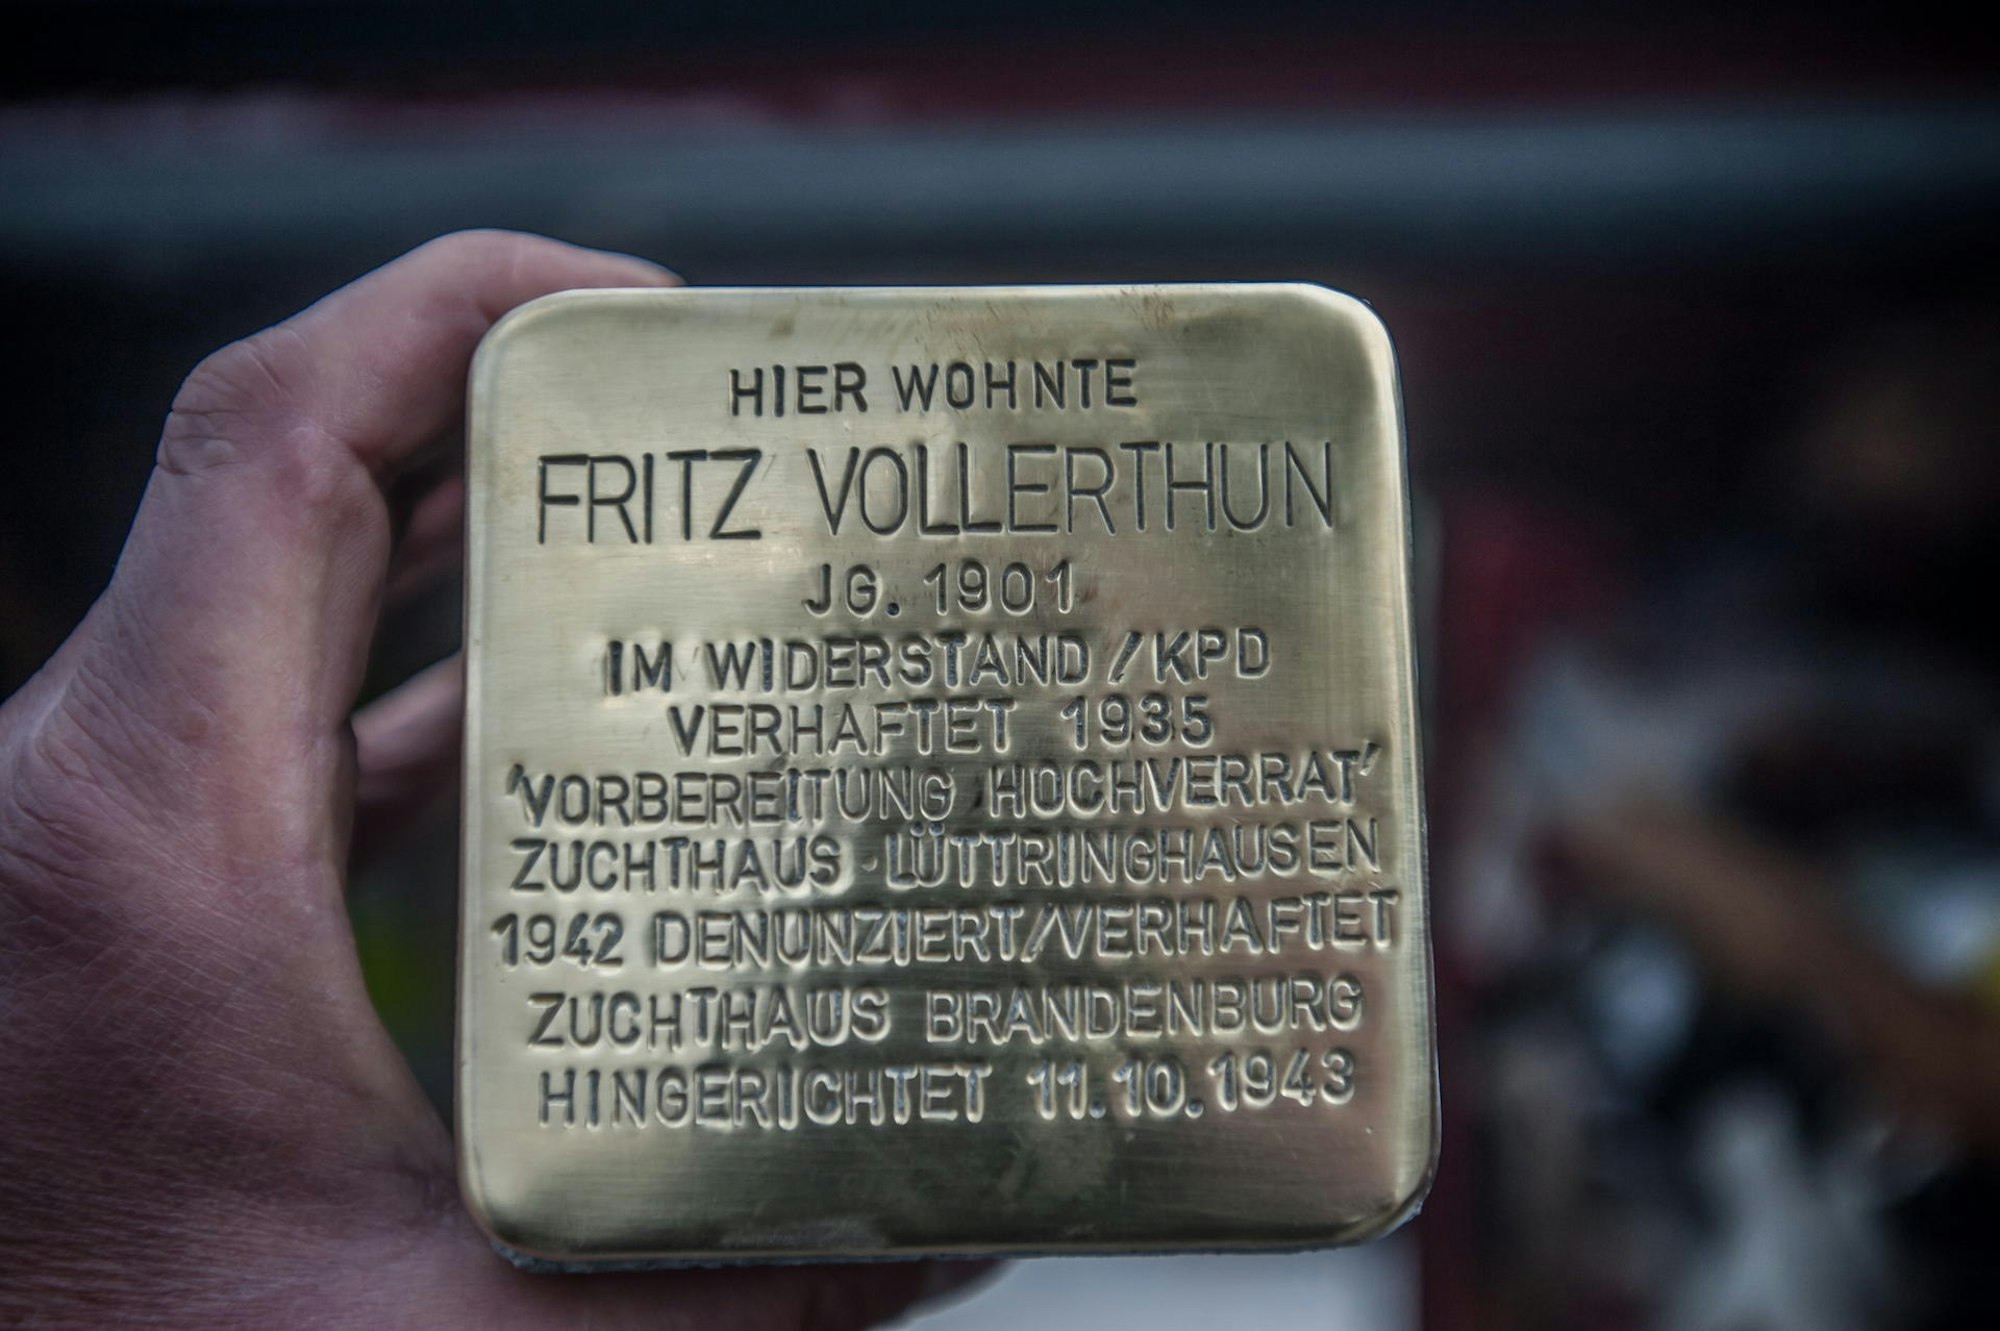 HIER WOHNTE
FRITZ VOLLERTHUN
JG. 1901
IM WIDERSTAND / KPD
VERHAFTET 1935
'VORBEREITUNG HOCHVERRAT'
ZUCHTHAUS LÜTTRINGHAUSEN
1942 DENUNZIERT/VERHAFTET
ZUCHTHAUS BRANDENBURG
HINGERICHTET 11.10.1943